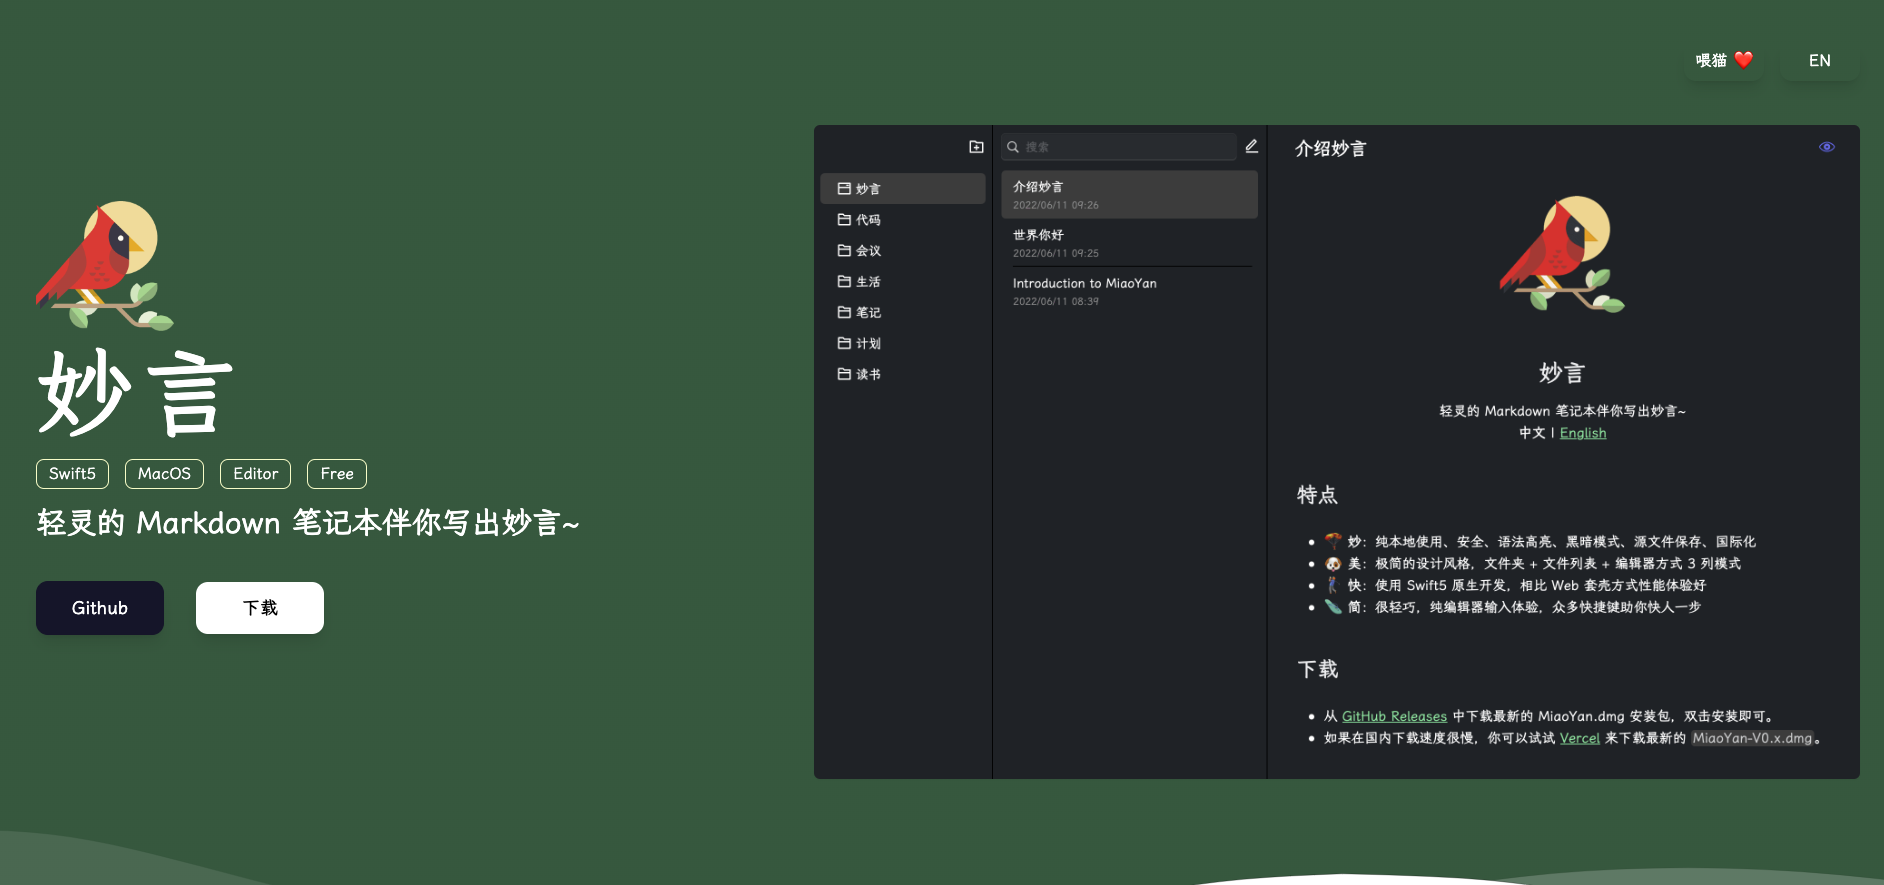 喂猫 ❤️
EN
妙言
Swift5
MacOS
Editor
Free
轻灵的 Markdown 笔记本伴你写出妙言~
Github
下载
妙言
代码
会议
生活
笔记
计划
读书
搜索
介绍妙言
2022/06/11 09:26
世界你好
2022/06/11 09:25
Introduction to MiaoYan
2022/06/11 08:39
介绍妙言
妙言
轻灵的 Markdown 笔记本伴你写出妙言~
中文 | English
特点
妙：纯本地使用、安全、语法高亮、黑暗模式、源文件保存、国际化
美：极简的设计风格，文件夹 + 文件列表 + 编辑器方式 3 列模式
快：使用 Swift5 原生开发，相比 Web 套壳方式性能体验好
简：很轻巧，纯编辑器输入体验，众多快捷键助你快人一步
下载
从 GitHub Releases 中下载最新的 MiaoYan.dmg 安装包，双击安装即可。
如果在国内下载速度很慢，你可以试试 Vercel 来下载最新的 MiaoYan-V0.x.dmg 。